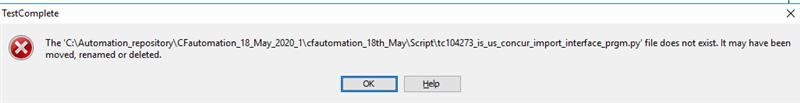 TestComplete
The 'C:\Automation_repository\CFautomation_18_May_2020_1\cfautomation_18th_May\Script\tc104273_is_us_concur_import_interface_prgm.py' file does not exist. It may have been
moved, renamed or deleted.
OK
Help